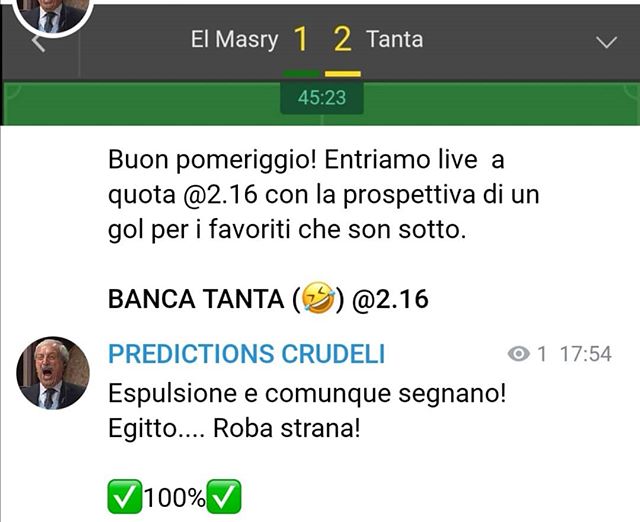 El Masry 1 2 Tanta
45:23
Buon pomeriggio! Entriamo live a
quota @2.16 con la prospettiva di un
gol per i favoriti che son sotto.
BANCA TANTA (🤣) @2.16
PREDICTIONS CRUDELI 1 17:54
Espulsione e comunque segnano!
Egitto.... Roba strana!
✅100%✅